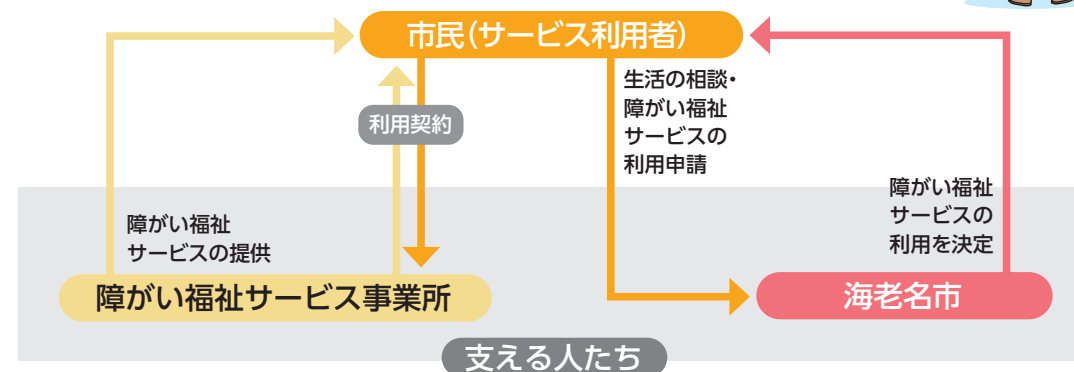 市民(サービス利用者)
生活の相談・
障がい福祉
サービスの
利用申請
利用契約
障がい福祉
サービスの
利用を決定
障がい福祉
サービスの提供
障がい福祉サービス事業所
海老名市
支える人たち